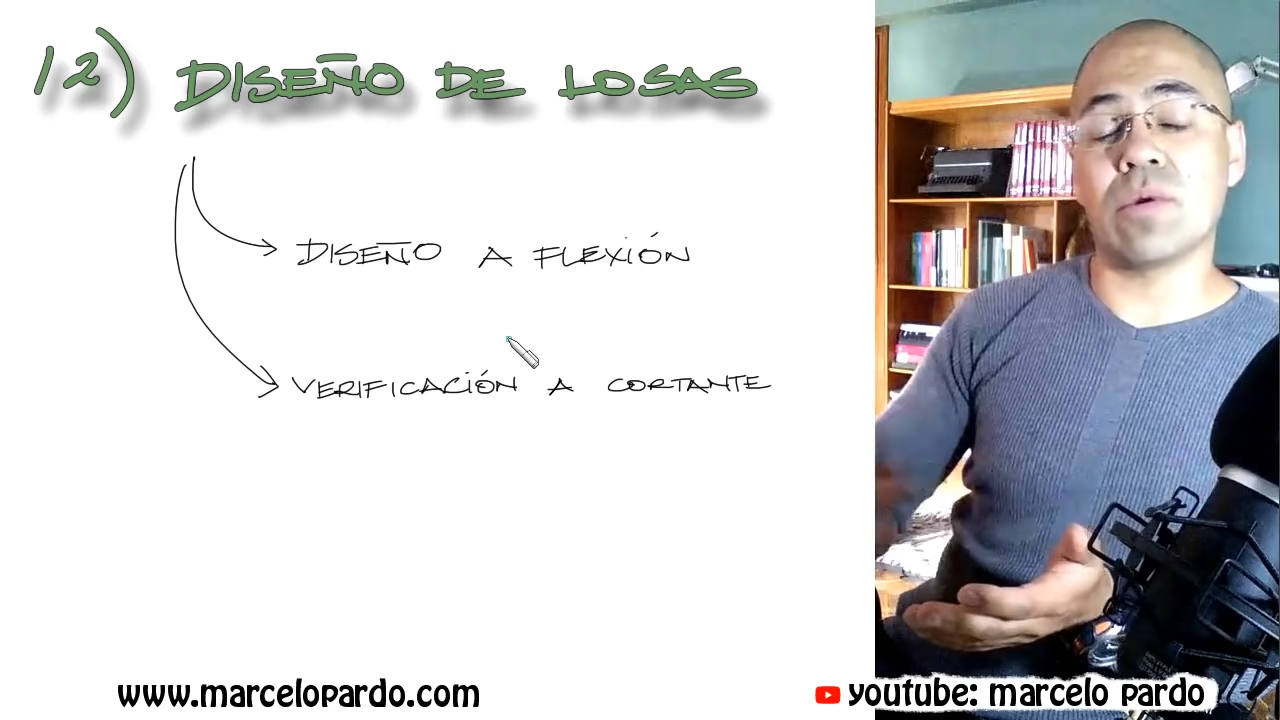 12) DISEÑO DE LOSAS
DISEÑO A FLEXIÓN
VERIFICACIÓN A CORTANTE
www.marcelopardo.com
youtube: marcelo pardo